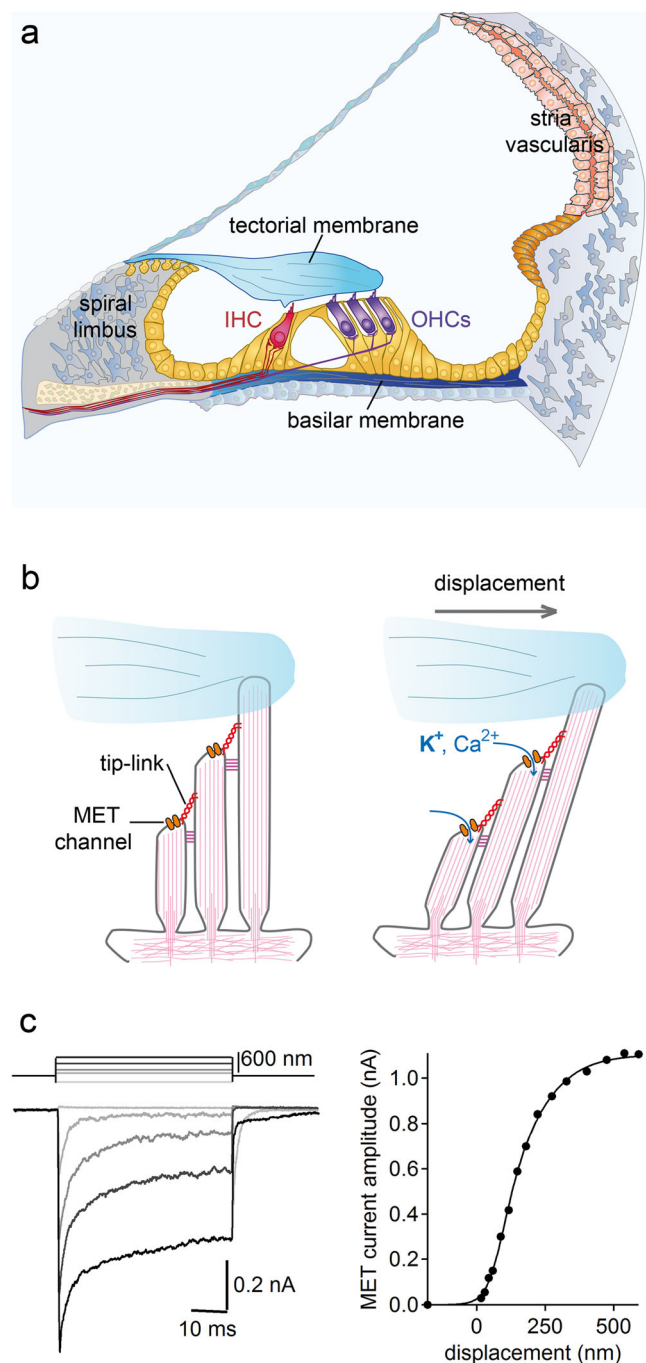 a
stria
vascularis
tectorial membrane
spiral
limbus
IHC
OHCs
basilar membrane
b
displacement
K⁺, Ca²⁺
tip-link
MET
channel
c
600 nm
0.2 nA
10 ms
MET current amplitude (nA)
1.0
0.8
0.6
0.4
0.2
0.0
0 250 500
displacement (nm)